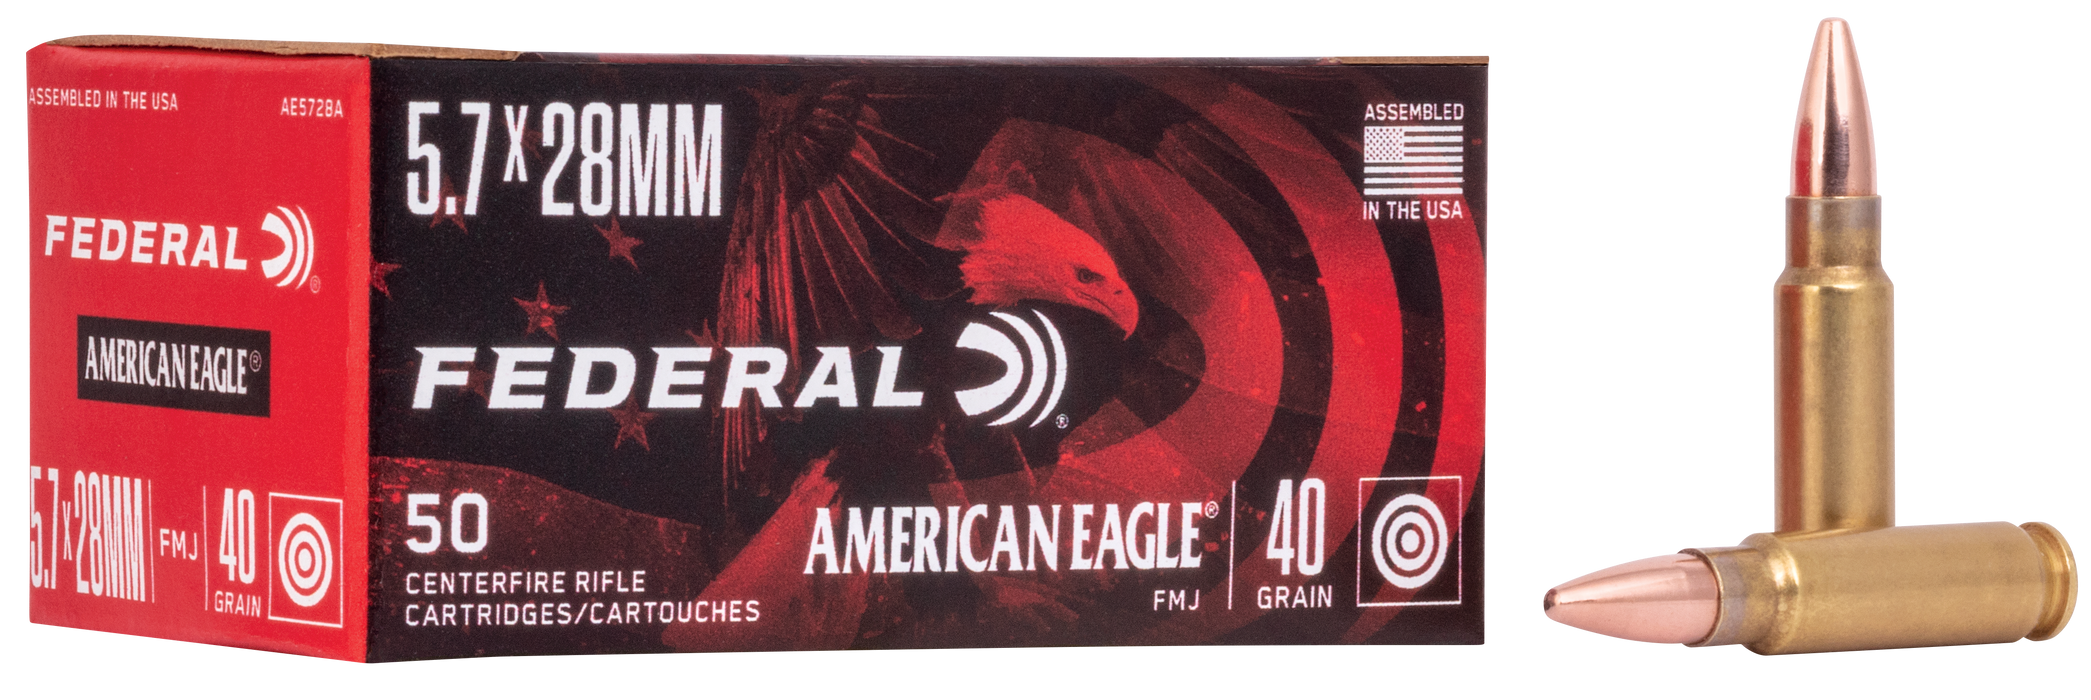 ASSEMBLED IN THE USA
AE5728A
FEDERAL®
AMERICAN EAGLE®
5.7X28MM
FMJ
40
GRAIN
5.7X28MM
ASSEMBLED
IN THE USA
FEDERAL®
50
CENTERFIRE RIFLE
CARTRIDGES/CARTOUCHES
AMERICAN EAGLE®
FMJ
40
GRAIN